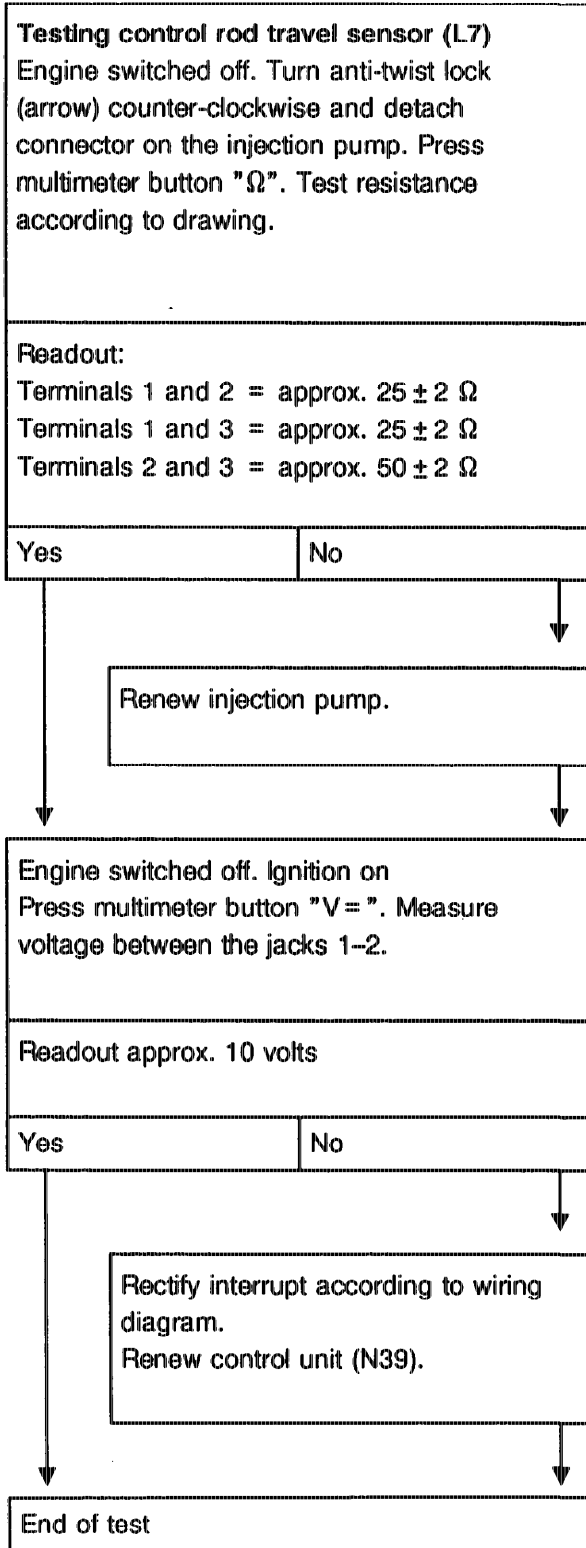 Testing control rod travel sensor (L7)
Engine switched off. Turn anti-twist lock
(arrow) counter-clockwise and detach
connector on the injection pump. Press
multimeter button "Ω". Test resistance
according to drawing.
Readout:
Terminals 1 and 2 = approx. 25 ± 2 Ω
Terminals 1 and 3 = approx. 25 ± 2 Ω
Terminals 2 and 3 = approx. 50 ± 2 Ω
Yes
No
Renew injection pump.
Engine switched off. Ignition on
Press multimeter button "V = ". Measure
voltage between the jacks 1–2.
Readout approx. 10 volts
Yes
No
Rectify interrupt according to wiring
diagram.
Renew control unit (N39).
End of test